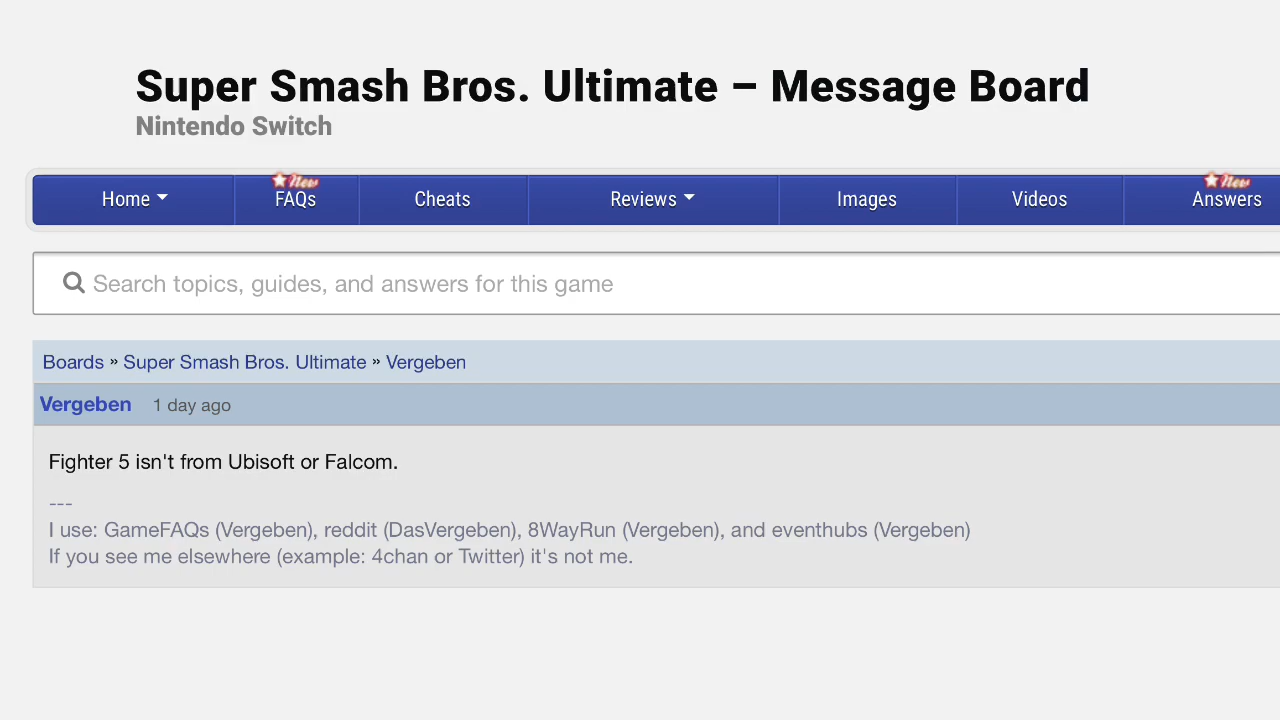 Super Smash Bros. Ultimate – Message Board
Nintendo Switch
Home FAQs New Cheats Reviews Images Videos Answers New
Search topics, guides, and answers for this game
Boards » Super Smash Bros. Ultimate » Vergeben
Vergeben 1 day ago
Fighter 5 isn't from Ubisoft or Falcom.
---
I use: GameFAQs (Vergeben), reddit (DasVergeben), 8WayRun (Vergeben), and eventhubs (Vergeben)
If you see me elsewhere (example: 4chan or Twitter) it's not me.